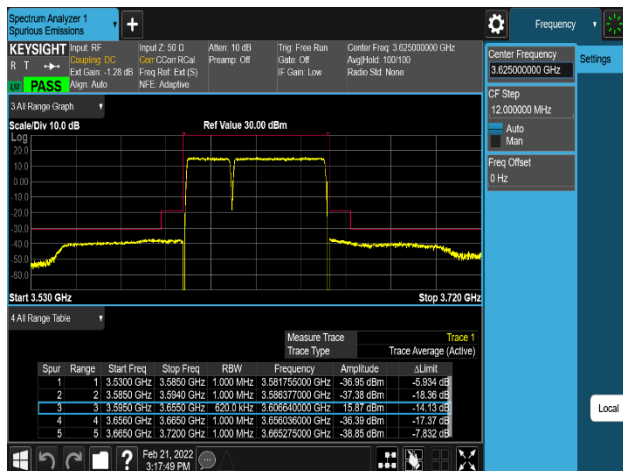 Spectrum Analyzer 1
Spurious Emissions
Frequency
KEYSIGHT Input: RF Input Z: 50 Ω Atten: 10 dB Trig: Free Run Center Freq: 3.625000000 GHz
R T Coupling: DC Corr CCorr RCal Preamp: Off Gate: Off Avg|Hold: 100/100
Ext Gain: -1.28 dB Freq Ref: Ext (S) IF Gain: Low Radio Std: None
PASS Align: Auto NFE: Adaptive
Center Frequency
3.625000000 GHz
Settings
CF Step
12.000000 MHz
Auto
Man
Freq Offset
0 Hz
3 All Range Graph
Scale/Div 10.0 dB Ref Value 30.00 dBm
Log
20.0
10.0
0.00
-10.0
-20.0
-30.0
-40.0
-50.0
-60.0
Start 3.530 GHz Stop 3.720 GHz
4 All Range Table
Measure Trace Trace 1
Trace Type Trace Average (Active)
Spur Range Start Freq Stop Freq RBW Frequency Amplitude ΔLimit
1 1 3.5300 GHz 3.5850 GHz 1.000 MHz 3.581755000 GHz -36.95 dBm -5.934 dB
2 2 3.5850 GHz 3.5940 GHz 1.000 MHz 3.586377000 GHz -37.38 dBm -18.36 dB
3 3 3.5950 GHz 3.6550 GHz 620.0 kHz 3.606640000 GHz 15.87 dBm -14.13 dB
4 4 3.6560 GHz 3.6650 GHz 1.000 MHz 3.656036000 GHz -36.39 dBm -17.37 dB
5 5 3.6650 GHz 3.7200 GHz 1.000 MHz 3.665275000 GHz -38.85 dBm -7.832 dB
Local
Feb 21, 2022
3:17:49 PM